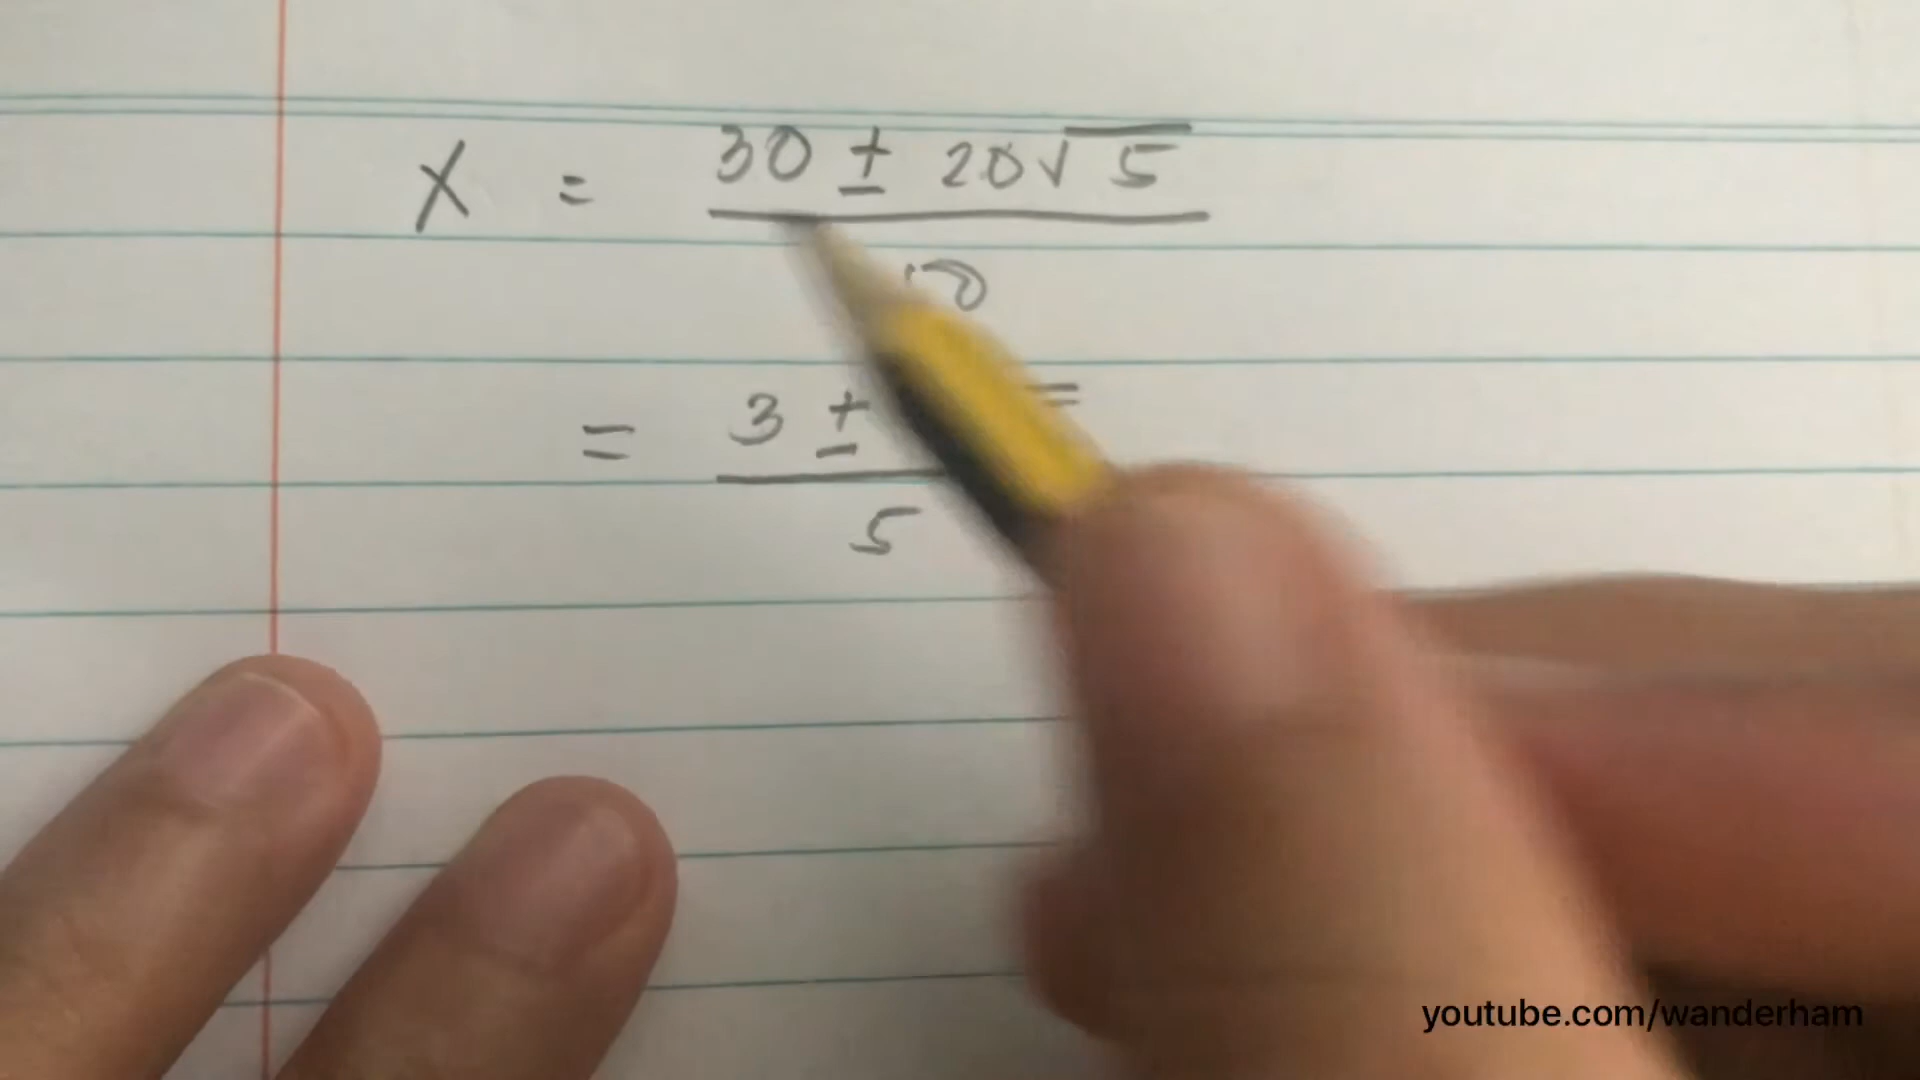 X = 30 ± 20√5
= 3 ±
5
youtube.com/wanderham